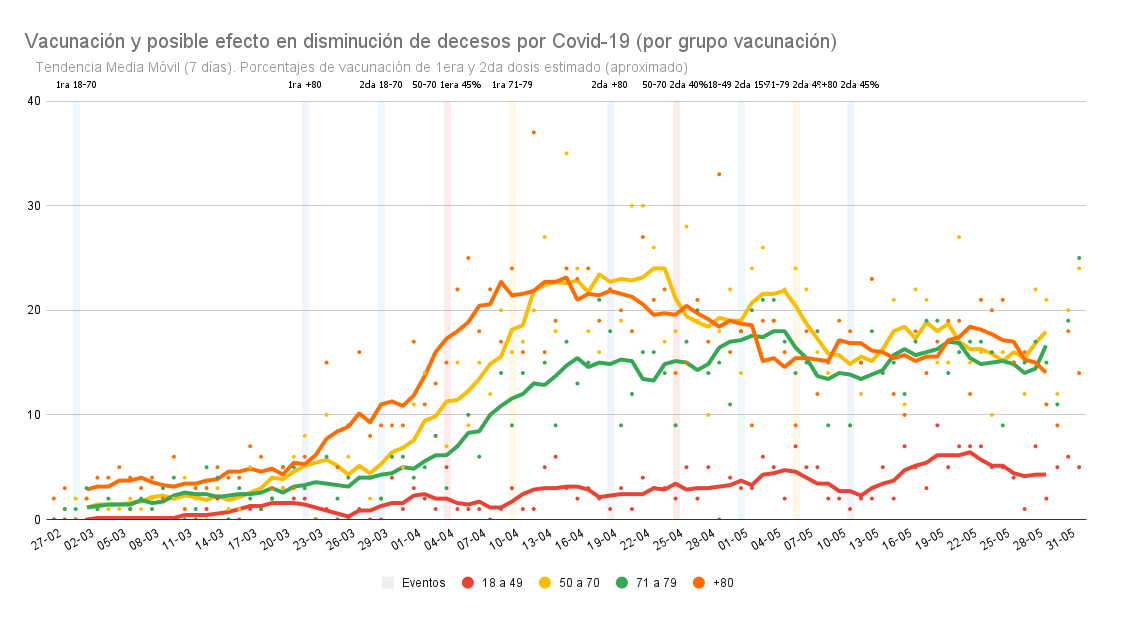 Vacunación y posible efecto en disminución de decesos por Covid-19 (por grupo vacunación)
Tendencia Media Móvil (7 días). Porcentajes de vacunación de 1era y 2da dosis estimado (aproximado)
1ra 18-70 1ra +80 2da 18-70 50-70 1era 45% 1ra 71-79 2da +80 50-70 2da 40% 18-49 2da 15% 71-79 2da 4 +80 2da 45%
40
30
20
10
0
27-02 02-03 05-03 08-03 11-03 14-03 17-03 20-03 23-03 26-03 29-03 01-04 04-04 07-04 10-04 13-04 16-04 19-04 22-04 25-04 28-04 01-05 04-05 07-05 10-05 13-05 16-05 19-05 22-05 25-05 28-05 31-05
Eventos 18 a 49 50 a 70 71 a 79 +80